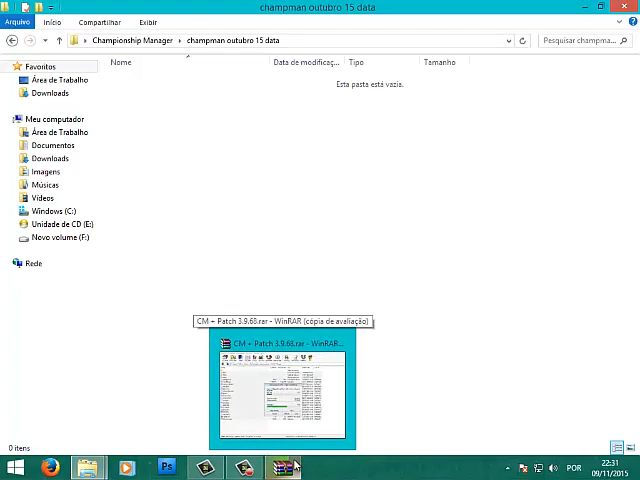 champman outubro 15 data
Arquivo Início Compartilhar Exibir
Championship Manager champman outubro 15 data Pesquisar champma...
Favoritos
Área de Trabalho
Downloads
Meu computador
Área de Trabalho
Documentos
Downloads
Imagens
Músicas
Vídeos
Windows (C:)
Unidade de CD (E:)
Novo volume (F:)
Rede
Nome Data de modificaç... Tipo Tamanho
Esta pasta está vazia.
CM + Patch 3.9.68.rar - WinRAR (cópia de avaliação)
CM + Patch 3.9.68.rar - WinRAR...
0 itens
Ps
POR
22:31
09/11/2015